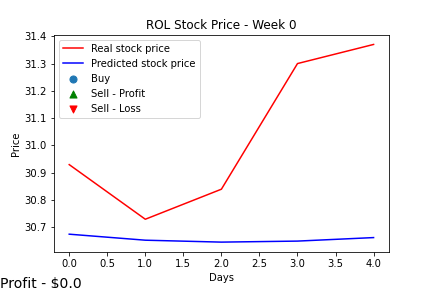 ROL Stock Price - Week 0
31.4
31.3
31.2
31.1
31.0
30.9
30.8
30.7
Price
Real stock price
Predicted stock price
Buy
Sell - Profit
Sell - Loss
0.0 0.5 1.0 1.5 2.0 2.5 3.0 3.5 4.0
Days
Profit - $0.0